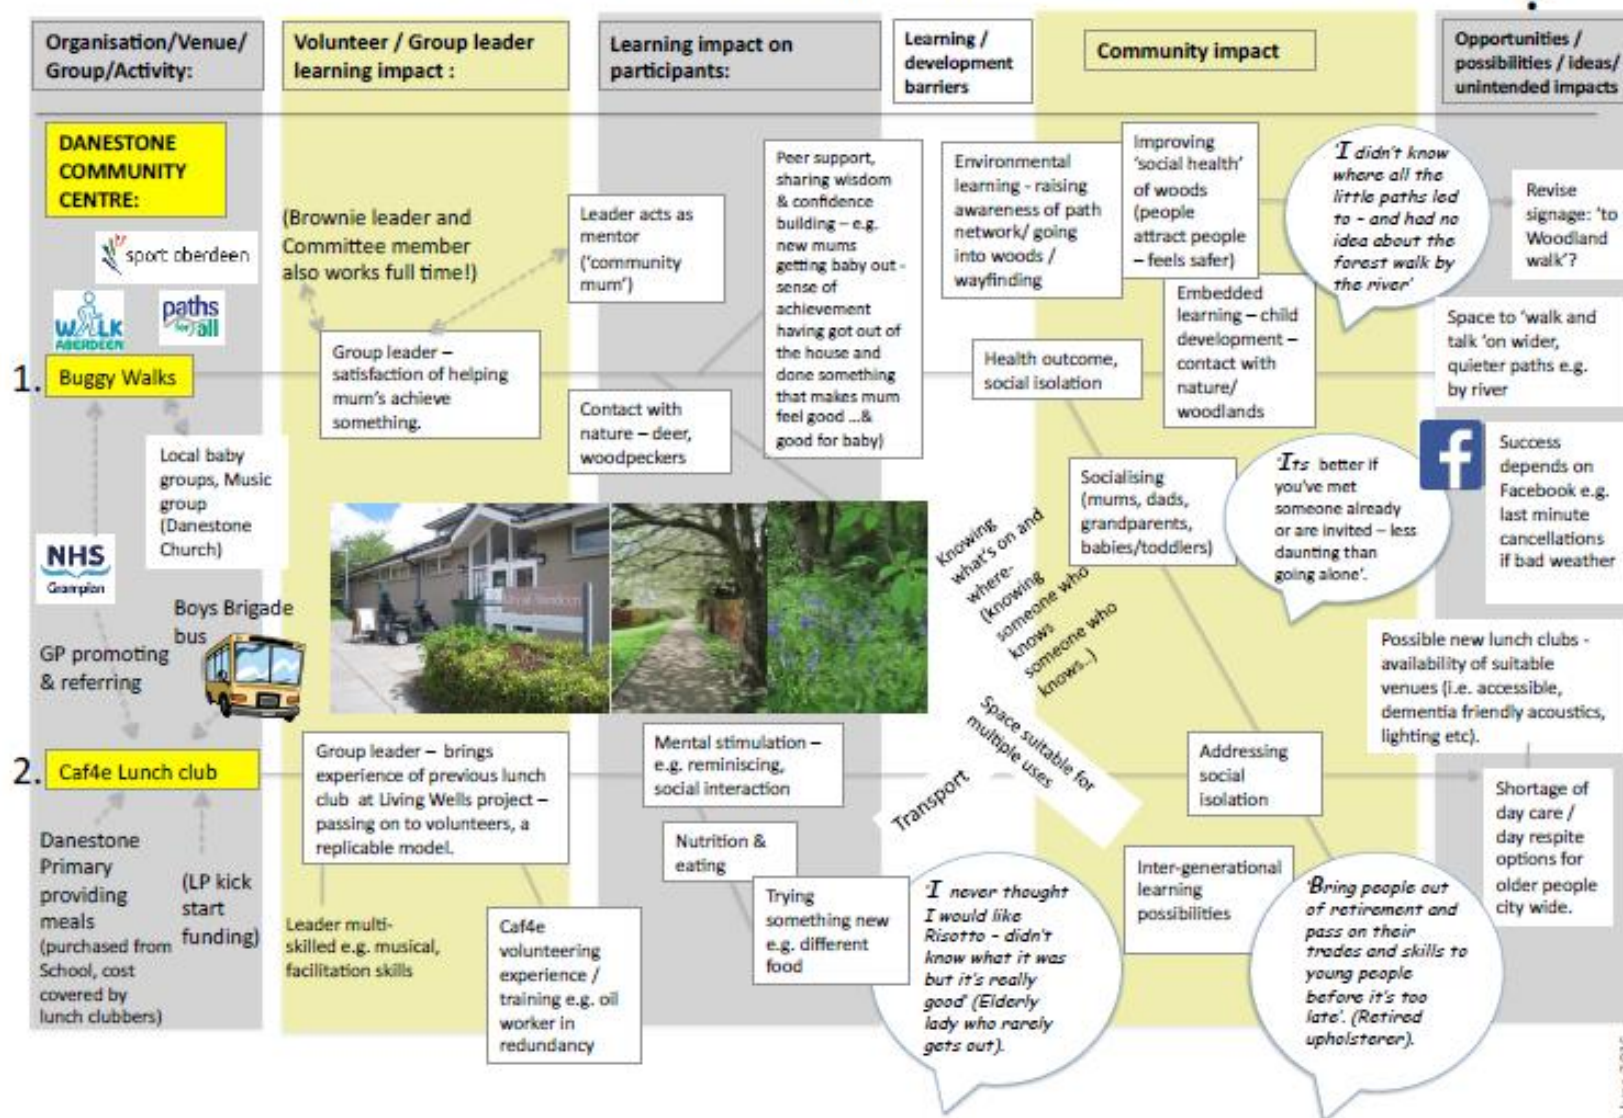 Organisation/Venue/
Group/Activity:
Volunteer / Group leader
learning impact :
Learning impact on
participants:
Learning /
development
barriers
Community impact
Opportunities /
possibilities / ideas/
unintended impacts
DANESTONE
COMMUNITY
CENTRE:
sport aberdeen
WALK
ABERDEEN
paths
for all
1.
Buggy Walks
Local baby
groups, Music
group
(Danestone
Church)
NHS
Grampian
GP promoting
& referring
Boys Brigade
bus
(Brownie leader and
Committee member
also works full time!)
Group leader –
satisfaction of helping
mum's achieve
something.
Leader acts as
mentor
('community
mum')
Contact with
nature – deer,
woodpeckers
Peer support,
sharing wisdom
& confidence
building – e.g.
new mums
getting baby out -
sense of
achievement
having got out of
the house and
done something
that makes mum
feel good ...&
good for baby)
Environmental
learning - raising
awareness of path
network/ going
into woods /
wayfinding
Improving
'social health'
of woods
(people
attract people
– feels safer)
'I didn't know
where all the
little paths led
to - and had no
idea about the
forest walk by
the river'
Revise
signage: 'to
Woodland
walk'?
Health outcome,
social isolation
Embedded
learning – child
development –
contact with
nature/
woodlands
Space to 'walk and
talk 'on wider,
quieter paths e.g.
by river
Socialising
(mums, dads,
grandparents,
babies/toddlers)
'Its better if
you've met
someone already
or are invited – less
daunting than
going alone'.
f
Success
depends on
Facebook e.g.
last minute
cancellations
if bad weather
Knowing
what's on and
where-
(knowing
someone who
knows
someone who
knows..)
Space suitable for
multiple uses
Transport
2.
Caf4e Lunch club
Danestone
Primary
providing
meals
(purchased from
School, cost
covered by
lunch clubbers)
(LP kick
start
funding)
Group leader – brings
experience of previous lunch
club at Living Wells project –
passing on to volunteers, a
replicable model.
Leader multi-
skilled e.g. musical,
facilitation skills
Caf4e
volunteering
experience /
training e.g. oil
worker in
redundancy
Mental stimulation –
e.g. reminiscing,
social interaction
Nutrition &
eating
Trying
something new
e.g. different
food
'I never thought
I would like
Risotto - didn't
know what it was
but it's really
good' (Elderly
lady who rarely
gets out).
Addressing
social
isolation
Inter-generational
learning
possibilities
'Bring people out
of retirement and
pass on their
trades and skills to
young people
before it's too
late'. (Retired
upholsterer).
Possible new lunch clubs -
availability of suitable
venues (i.e. accessible,
dementia friendly acoustics,
lighting etc).
Shortage of
day care /
day respite
options for
older people
city wide.